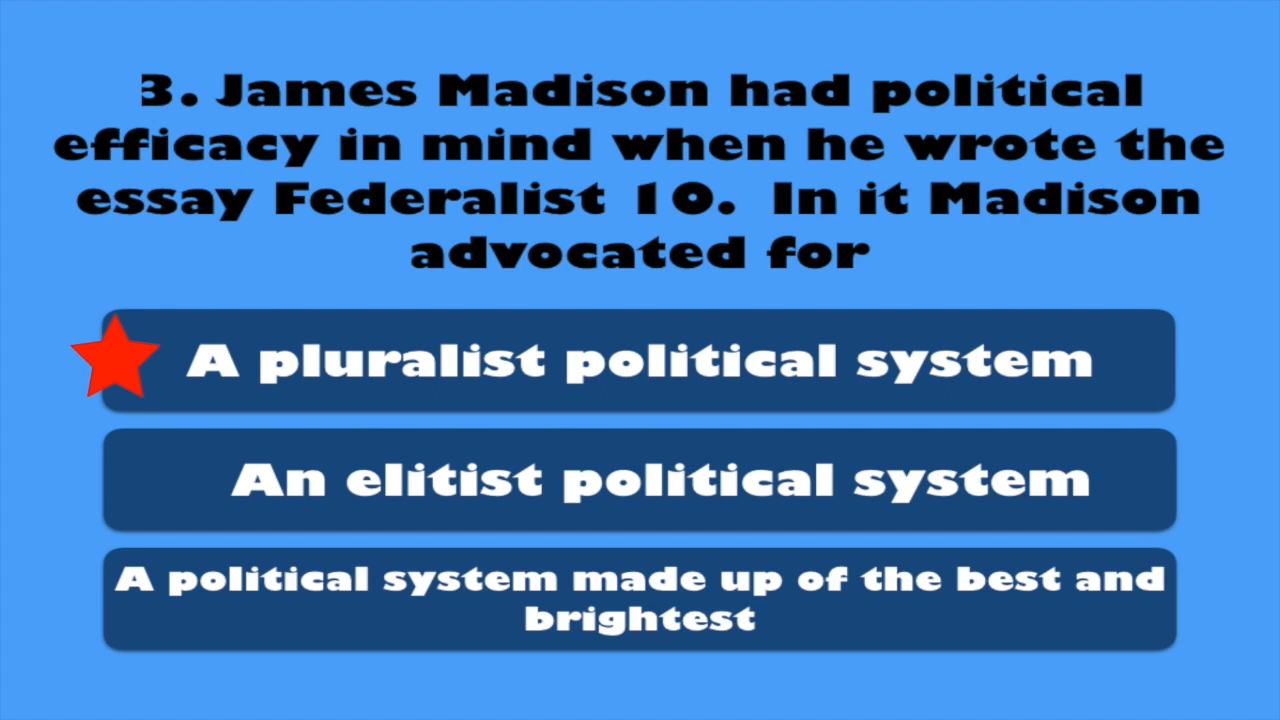 3. James Madison had political
efficacy in mind when he wrote the
essay Federalist 10. In it Madison
advocated for
A pluralist political system
An elitist political system
A political system made up of the best and
brightest